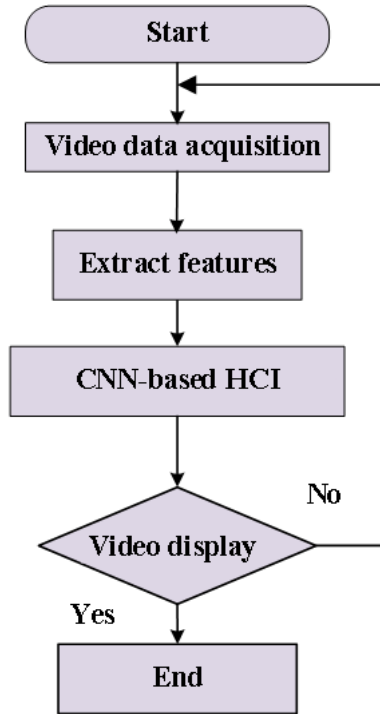 Start
Video data acquisition
Extract features
CNN-based HCI
No
Video display
Yes
End